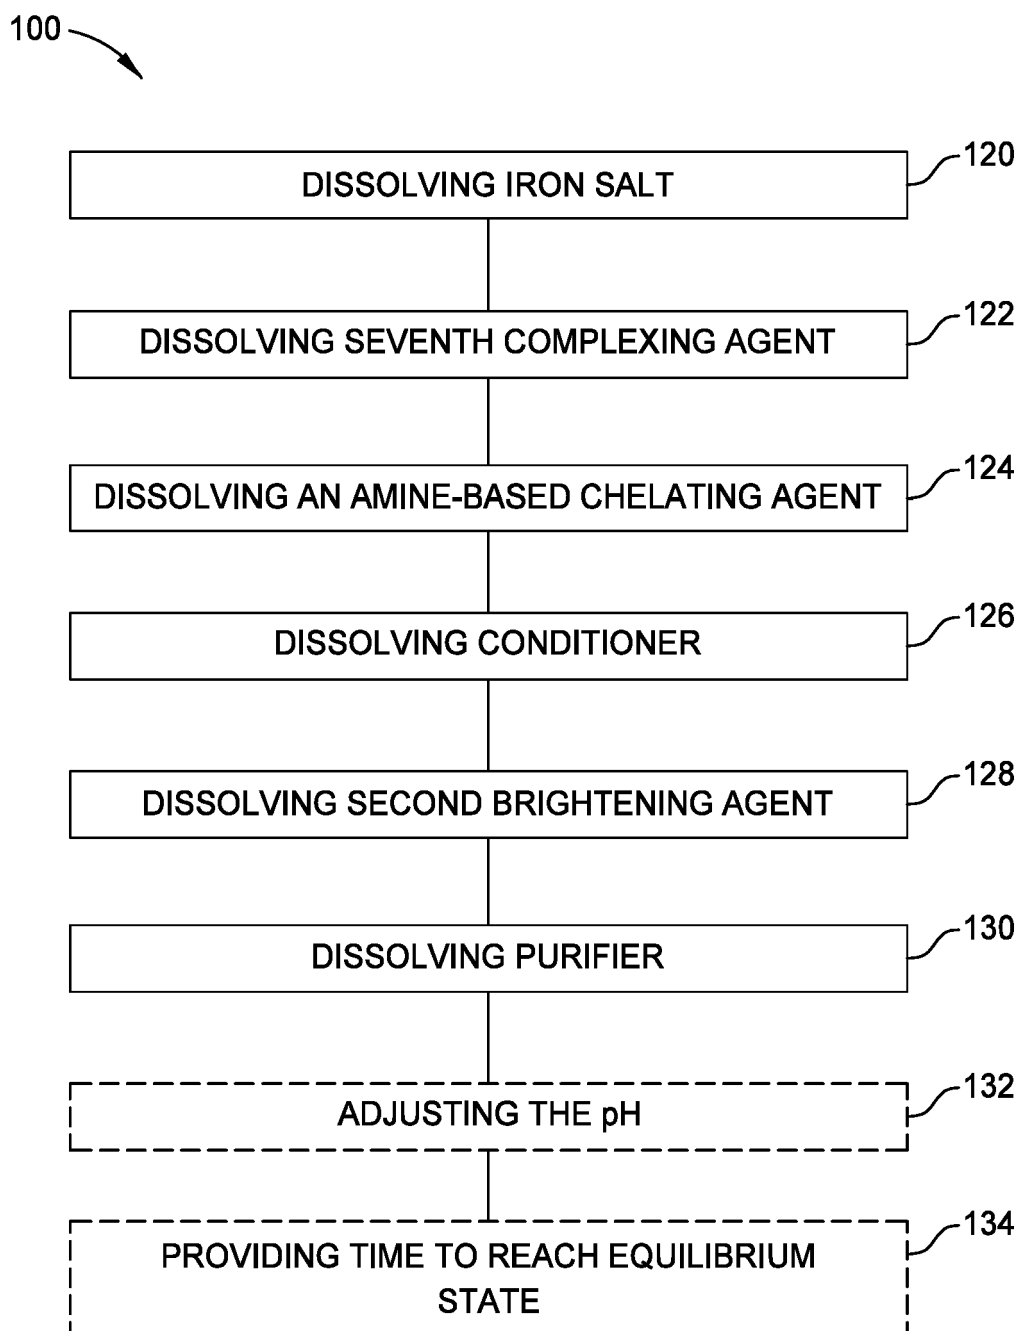 100
120
DISSOLVING IRON SALT
122
DISSOLVING SEVENTH COMPLEXING AGENT
124
DISSOLVING AN AMINE-BASED CHELATING AGENT
126
DISSOLVING CONDITIONER
128
DISSOLVING SECOND BRIGHTENING AGENT
130
DISSOLVING PURIFIER
132
ADJUSTING THE pH
134
PROVIDING TIME TO REACH EQUILIBRIUM
STATE